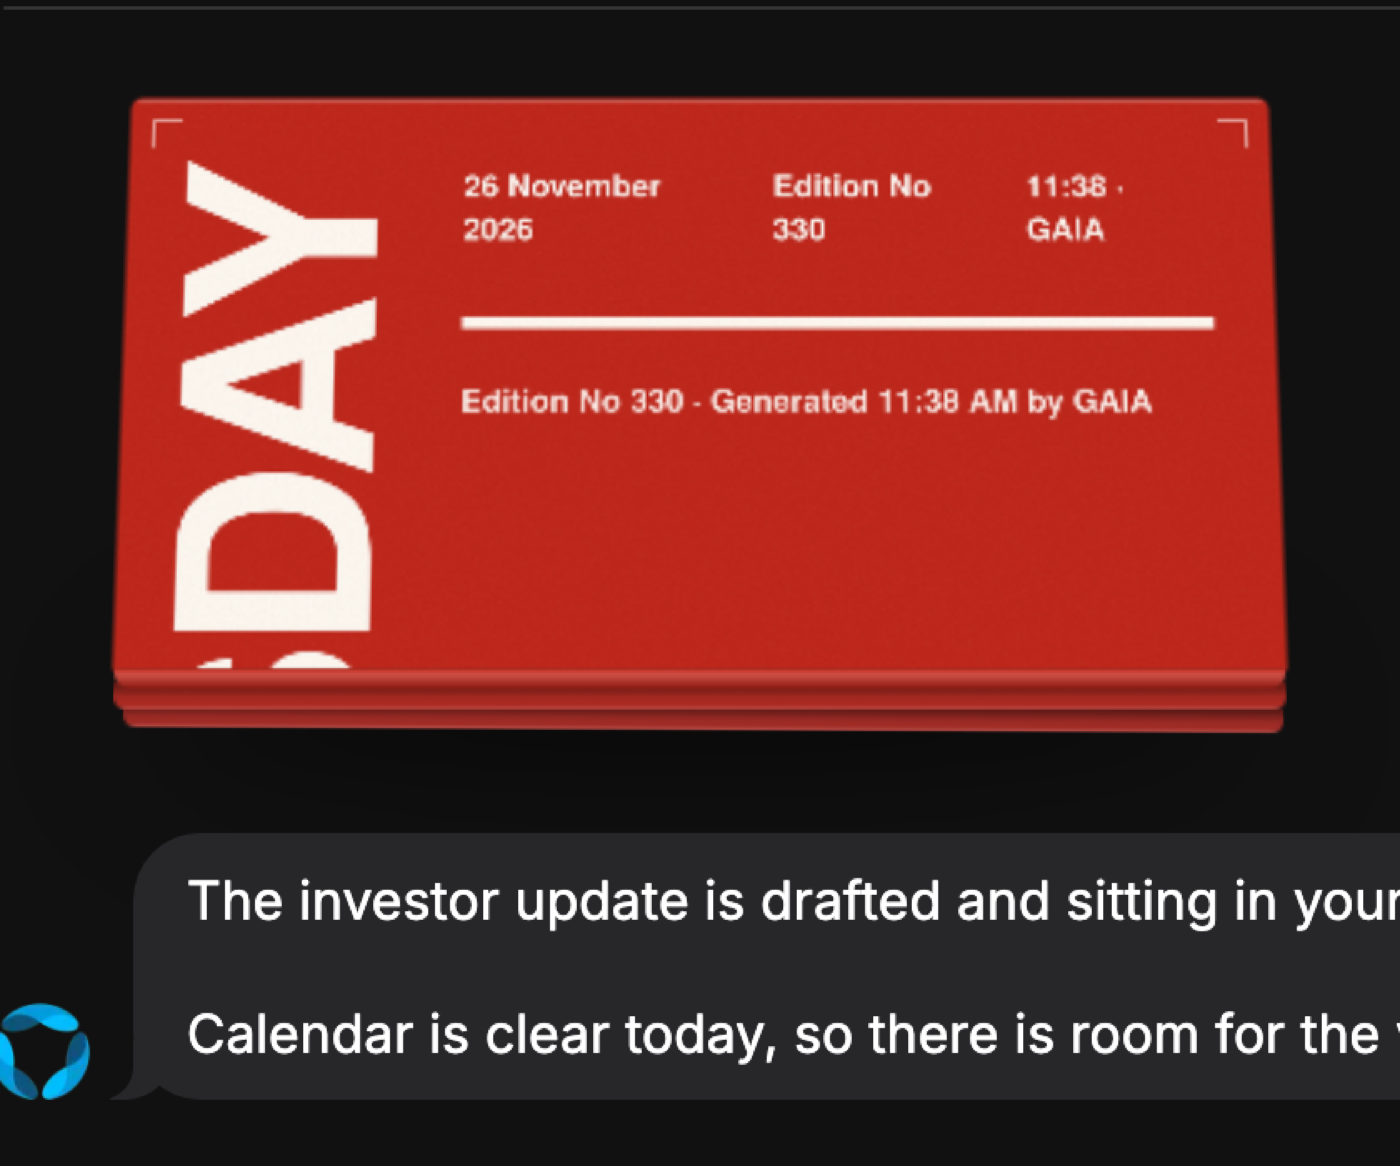 DAY
26 November
2026
Edition No
330
11:38 ·
GAIA
Edition No 330 · Generated 11:38 AM by GAIA
The investor update is drafted and sitting in your
Calendar is clear today, so there is room for the